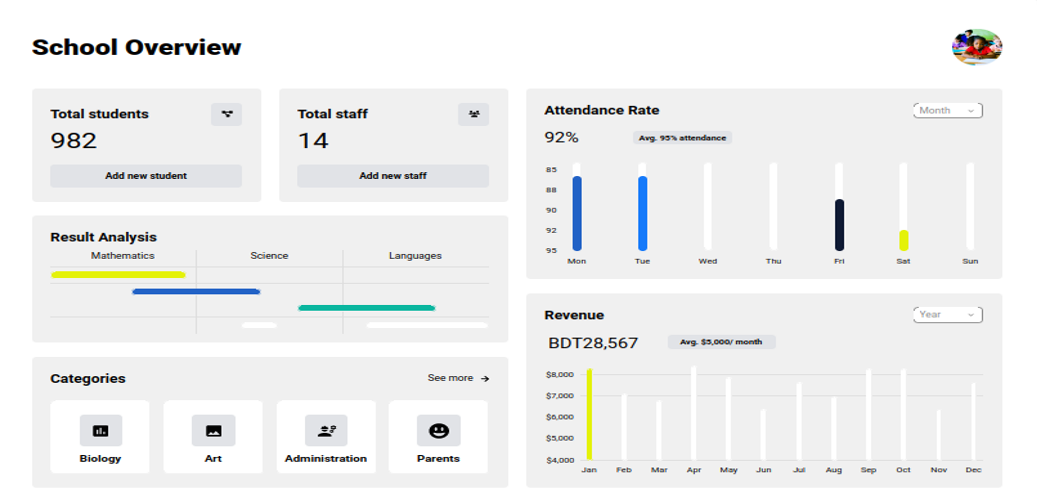 School Overview
Total students
982
Add new student
Total staff
14
Add new staff
Result Analysis
Mathematics Science Languages
Categories
See more →
Biology Art Administration Parents
Attendance Rate
Month
92%
Avg. 95% attendance
85
88
90
92
95
Mon Tue Wed Thu Fri Sat Sun
Revenue
Year
BDT28,567
Avg. $5,000/ month
$8,000
$7,000
$6,000
$5,000
$4,000
Jan Feb Mar Apr May Jun Jul Aug Sep Oct Nov Dec